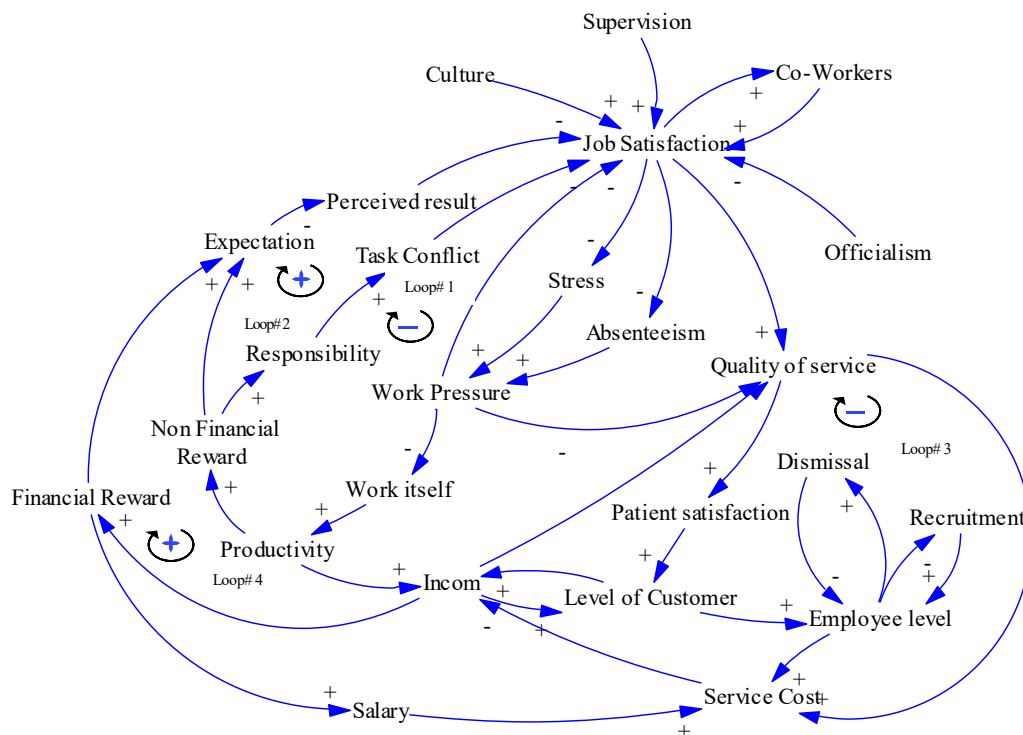 Supervision
Culture
Co-Workers
+
+ +
-
+
Job Satisfaction
- -
-
Perceived result
-
Expectation
Task Conflict
-
Officialism
+ +
+
Loop# 1
Stress
-
+
Loop#2
-
Absenteeism
+
Responsibility
+ +
Quality of service
+
Work Pressure
-
Non Financial
Reward
-
-
Loop# 3
Dismissal
+
Work itself
+
Financial Reward
+
+
Patient satisfaction
+
Recruitment
+
+
Productivity
Loop# 4
+
+
-
+
-
Incom
+
Level of Customer
+
-
+
Employee level
+
Salary
Service Cost
+
+
+